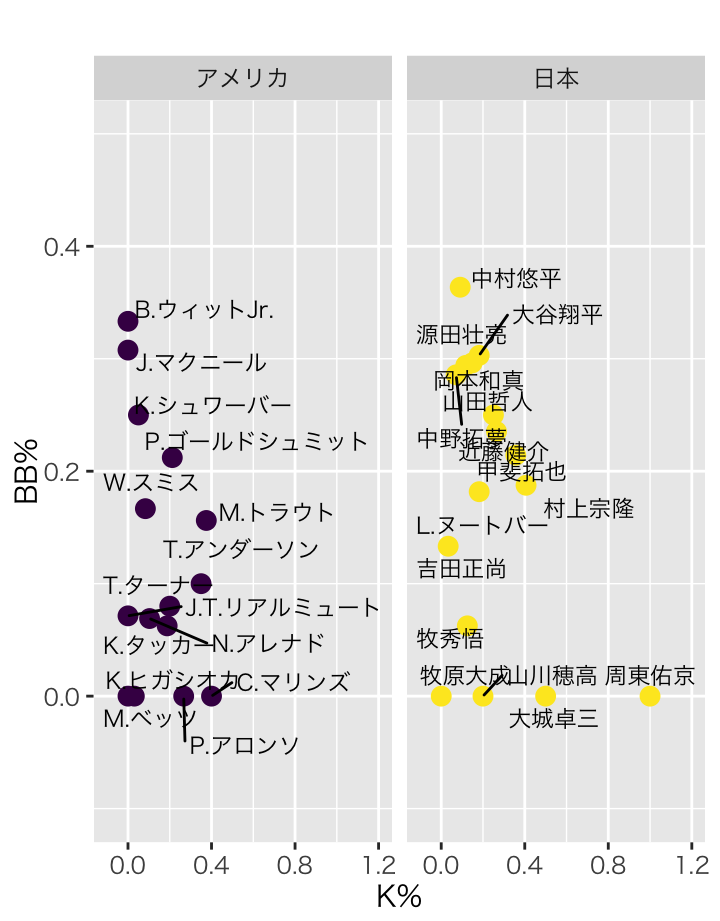 アメリカ
日本
B.ウィットJr.
J.マクニール
K.シュワーバー
P.ゴールドシュミット
W.スミス
M.トラウト
T.アンダーソン
T.ターナー
J.T.リアルミュート
K.タッカー
N.アレナド
K.ヒガシオカ
C.マリンズ
M.ベッツ
P.アロンソ
中村悠平
大谷翔平
源田壮亮
岡本和真
山田哲人
中野拓夢
近藤健介
甲斐拓也
村上宗隆
L.ヌートバー
吉田正尚
牧秀悟
牧原大成
山川穂高
周東佑京
大城卓三
0.4
0.2
0.0
BB%
0.0 0.4 0.8 1.2
0.0 0.4 0.8 1.2
K%